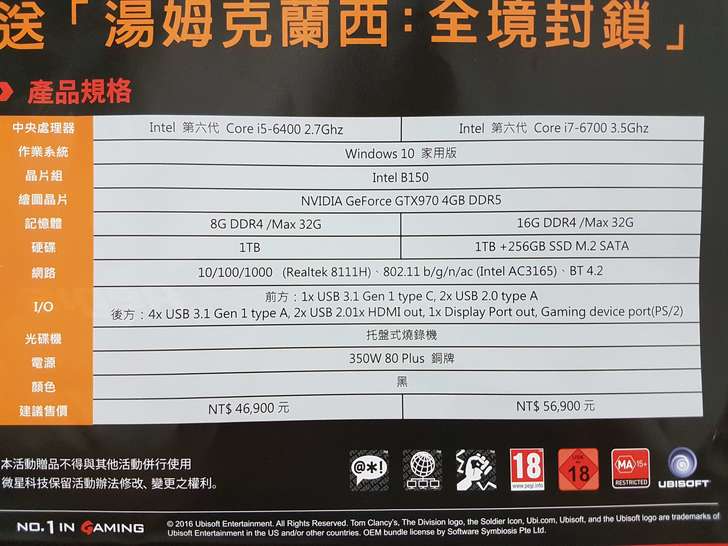 送「湯姆克蘭西:全境封鎖」
產品規格
中央處理器 Intel 第六代 Core i5-6400 2.7Ghz Intel 第六代 Core i7-6700 3.5Ghz
作業系統 Windows 10 家用版
晶片組 Intel B150
繪圖晶片 NVIDIA GeForce GTX970 4GB DDR5
記憶體 8G DDR4 /Max 32G 16G DDR4 /Max 32G
硬碟 1TB 1TB +256GB SSD M.2 SATA
網路 10/100/1000 (Realtek 8111H)、802.11 b/g/n/ac (Intel AC3165)、BT 4.2
I/O 前方:1x USB 3.1 Gen 1 type C, 2x USB 2.0 type A
後方:4x USB 3.1 Gen 1 type A, 2x USB 2.01x HDMI out, 1x Display Port out, Gaming device port(PS/2)
光碟機 托盤式燒錄機
電源 350W 80 Plus 銅牌
顏色 黑
建議售價 NT$ 46,900 元 NT$ 56,900 元
本活動贈品不得與其他活動併行使用
微星科技保留活動辦法修改、變更之權利。
@*!
18
www.pegi.info
18
MA 15+
RESTRICTED
UBISOFT
NO.1 IN GAMING
© 2016 Ubisoft Entertainment. All Rights Reserved. Tom Clancy's, The Division logo, the Soldier Icon, Ubi.com, Ubisoft, and the Ubisoft logo are trademarks of
Ubisoft Entertainment in the US and/or other countries. OEM bundle license by Software Symbiosis Pte Ltd.